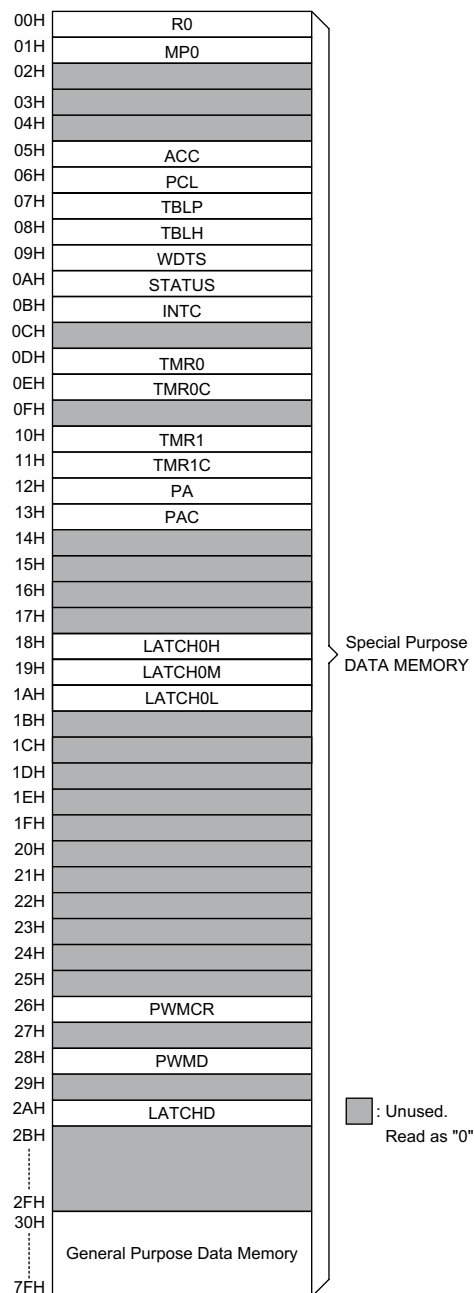 00H
R0
01H
MP0
02H
03H
04H
05H
ACC
06H
PCL
07H
TBLP
08H
TBLH
09H
WDTS
0AH
STATUS
0BH
INTC
0CH
0DH
TMR0
0EH
TMR0C
0FH
10H
TMR1
11H
TMR1C
12H
PA
13H
PAC
14H
15H
16H
17H
18H
LATCH0H
Special Purpose
19H
LATCH0M
DATA MEMORY
1AH
LATCH0L
1BH
1CH
1DH
1EH
1FH
20H
21H
22H
23H
24H
25H
26H
PWMCR
27H
28H
PWMD
29H
2AH
LATCHD
: Unused.
2BH
Read as "0"
2FH
30H
General Purpose Data Memory
7FH